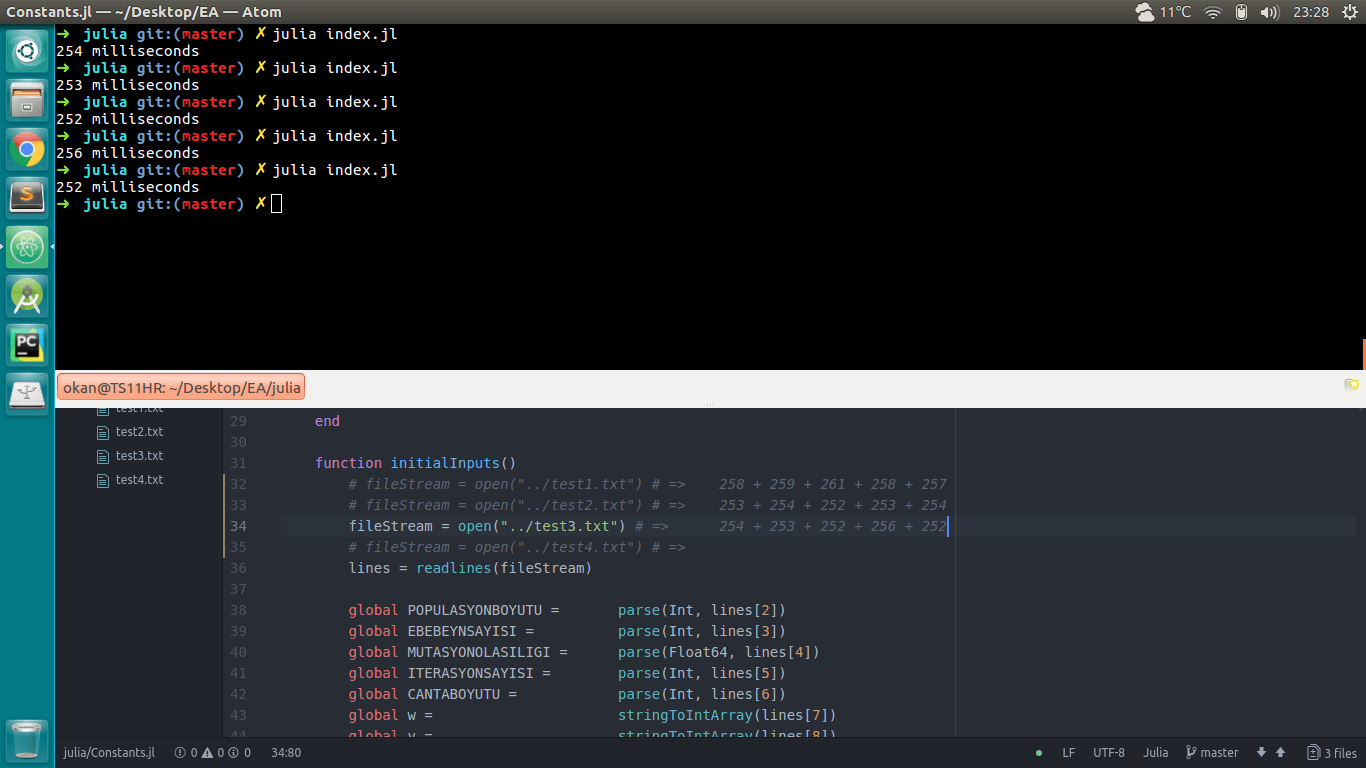 Constants.jl — ~/Desktop/EA — Atom
11°C
23:28
➜ julia git:(master) ✗ julia index.jl
254 milliseconds
➜ julia git:(master) ✗ julia index.jl
253 milliseconds
➜ julia git:(master) ✗ julia index.jl
252 milliseconds
➜ julia git:(master) ✗ julia index.jl
256 milliseconds
➜ julia git:(master) ✗ julia index.jl
252 milliseconds
➜ julia git:(master) ✗
PC
okan@TS11HR: ~/Desktop/EA/julia
test1.txt
test2.txt
test3.txt
test4.txt
29 end
30
31 function initialInputs()
32 # fileStream = open("../test1.txt") # => 258 + 259 + 261 + 258 + 257
33 # fileStream = open("../test2.txt") # => 253 + 254 + 252 + 253 + 254
34 fileStream = open("../test3.txt") # => 254 + 253 + 252 + 256 + 252
35 # fileStream = open("../test4.txt") # =>
36 lines = readlines(fileStream)
37
38 global POPULASYONBOYUTU = parse(Int, lines[2])
39 global EBEBEYNSAYISI = parse(Int, lines[3])
40 global MUTASYONOLASILIGI = parse(Float64, lines[4])
41 global ITERASYONSAYISI = parse(Int, lines[5])
42 global CANTABOYUTU = parse(Int, lines[6])
43 global w = stringToIntArray(lines[7])
44 global v = stringToIntArray(lines[8])
julia/Constants.jl 0 0 0 34:80 LF UTF-8 Julia master 3 files